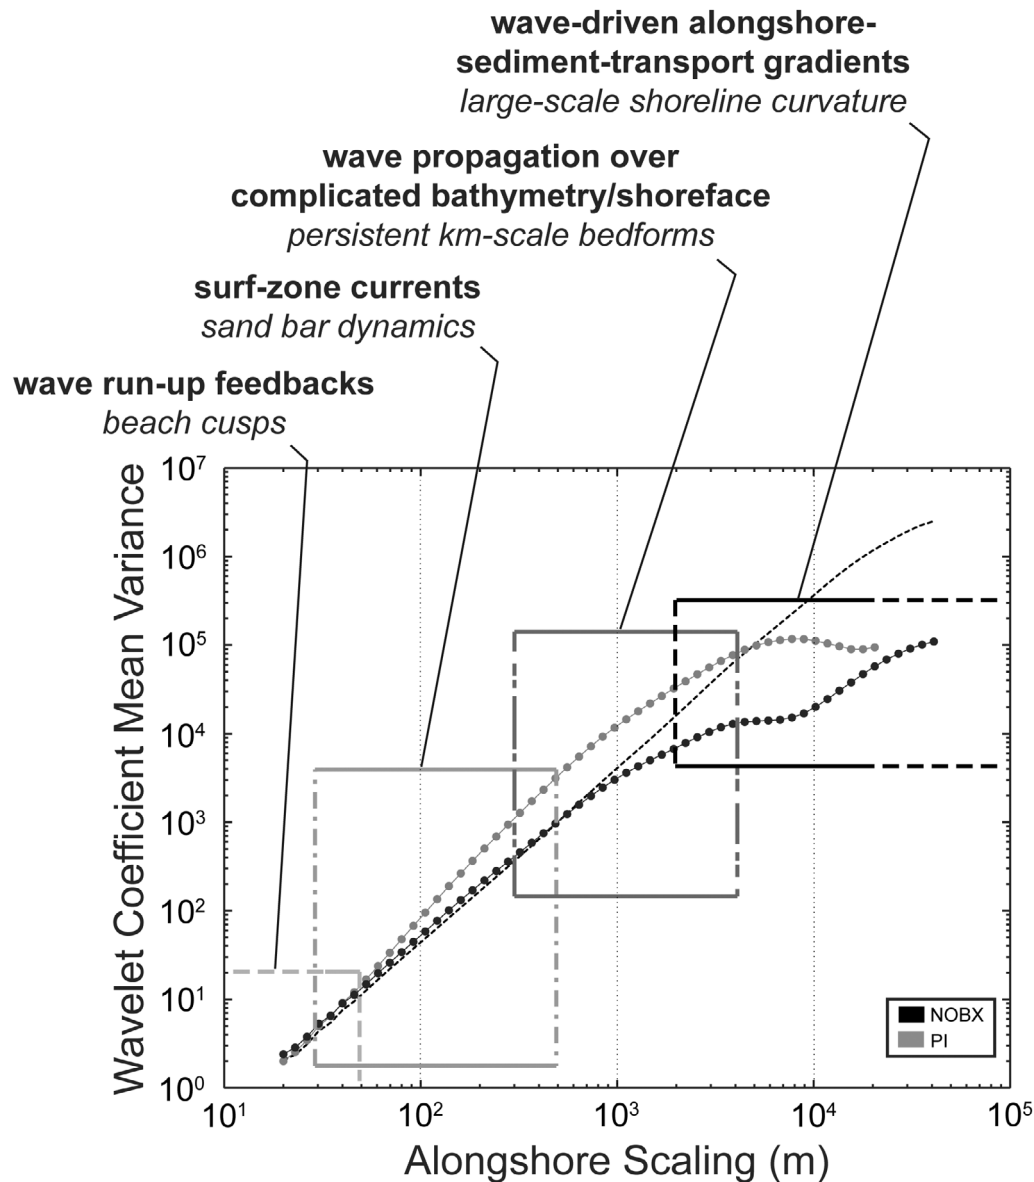 wave-driven alongshore-
sediment-transport gradients
large-scale shoreline curvature
wave propagation over
complicated bathymetry/shoreface
persistent km-scale bedforms
surf-zone currents
sand bar dynamics
wave run-up feedbacks
beach cusps
Wavelet Coefficient Mean Variance
10⁷
10⁶
10⁵
10⁴
10³
10²
10¹
10⁰
NOBX
PI
10¹ 10² 10³ 10⁴ 10⁵
Alongshore Scaling (m)